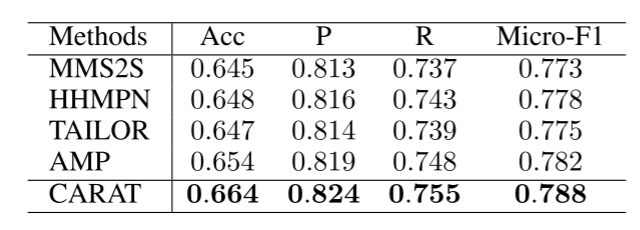 Methods Acc P R Micro-F1
MMS2S 0.645 0.813 0.737 0.773
HHMPN 0.648 0.816 0.743 0.778
TAILOR 0.647 0.814 0.739 0.775
AMP 0.654 0.819 0.748 0.782
CARAT 0.664 0.824 0.755 0.788